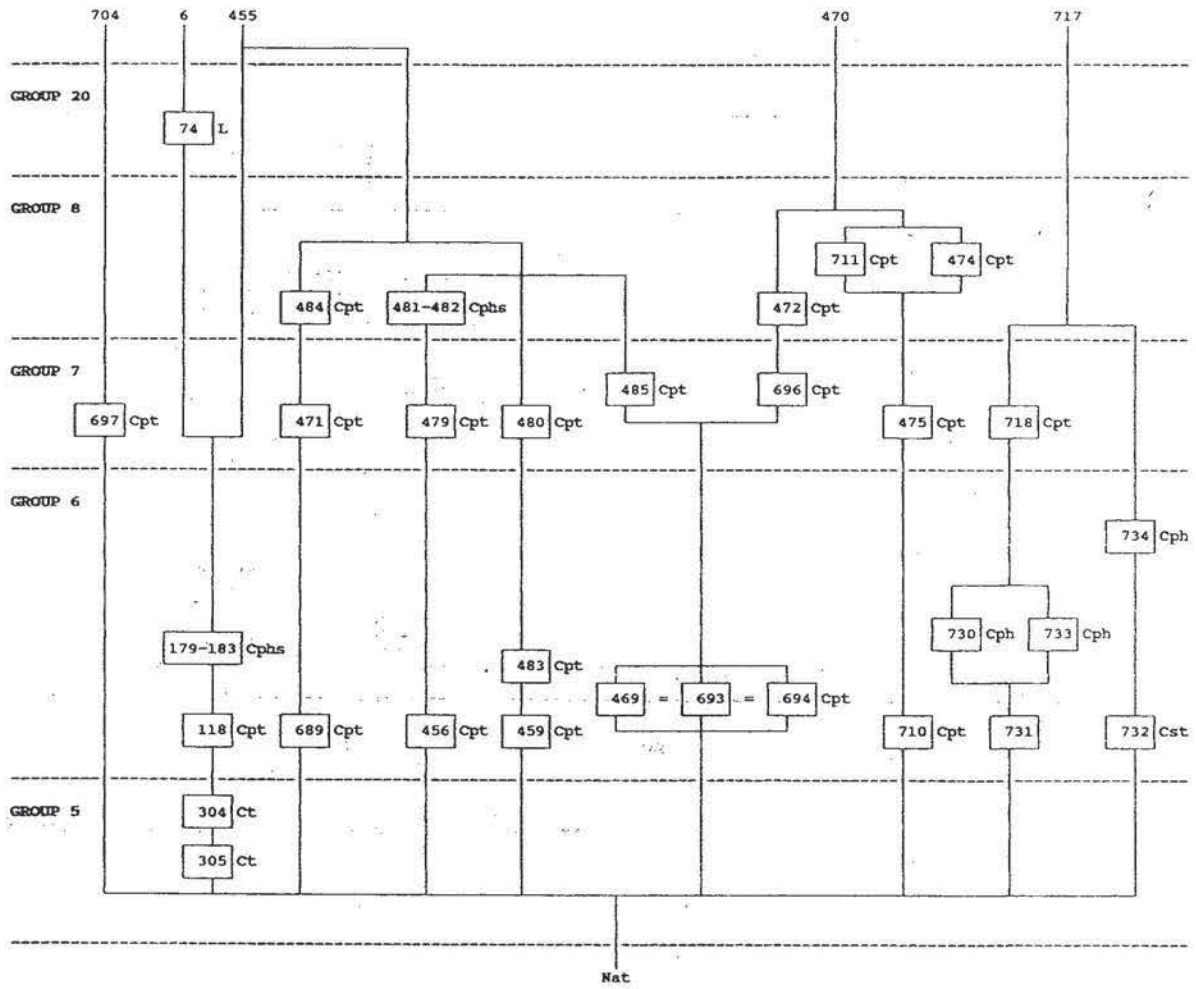 704 6 455 470 717
GROUP 20
74 L
GROUP 8
711 Cpt 474 Cpt
484 Cpt 481-482 Cphs 472 Cpt
GROUP 7
485 Cpt 696 Cpt
697 Cpt 471 Cpt 479 Cpt 480 Cpt 475 Cpt 718 Cpt
GROUP 6
734 Cph
179-183 Cphs 730 Cph 733 Cph
483 Cpt
469 = 693 = 694 Cpt
118 Cpt 689 Cpt 456 Cpt 459 Cpt 710 Cpt 731 732 Cst
GROUP 5
304 Ct
305 Ct
Nat